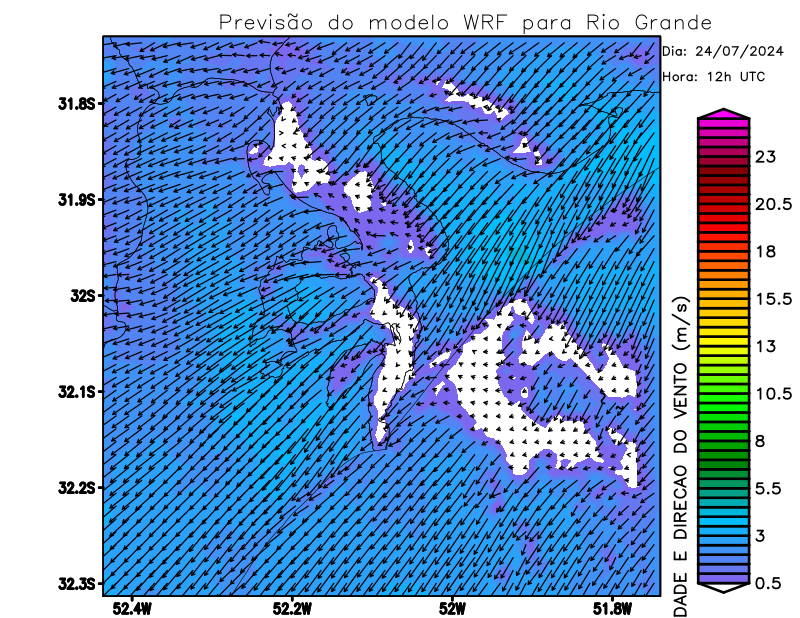 Previsão do modelo WRF para Rio Grande
Dia: 24/07/2024
Hora: 12h UTC
31.8S
31.9S
32S
32.1S
32.2S
32.3S
52.4W
52.2W
52W
51.8W
DADE E DIRECAO DO VENTO (m/s)
23
20.5
18
15.5
13
10.5
8
5.5
3
0.5